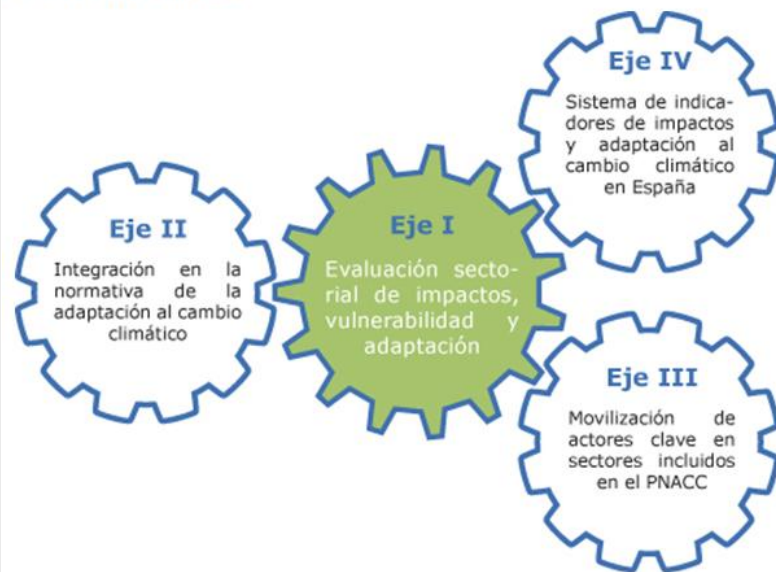 Eje II
Integración en la
normativa de la
adaptación al cambio
climático
Eje I
Evaluación secto-
rial de impactos,
vulnerabilidad y
adaptación
Eje IV
Sistema de indica-
dores de impactos
y adaptación al
cambio climático
en España
Eje III
Movilización de
actores clave en
sectores incluidos
en el PNACC